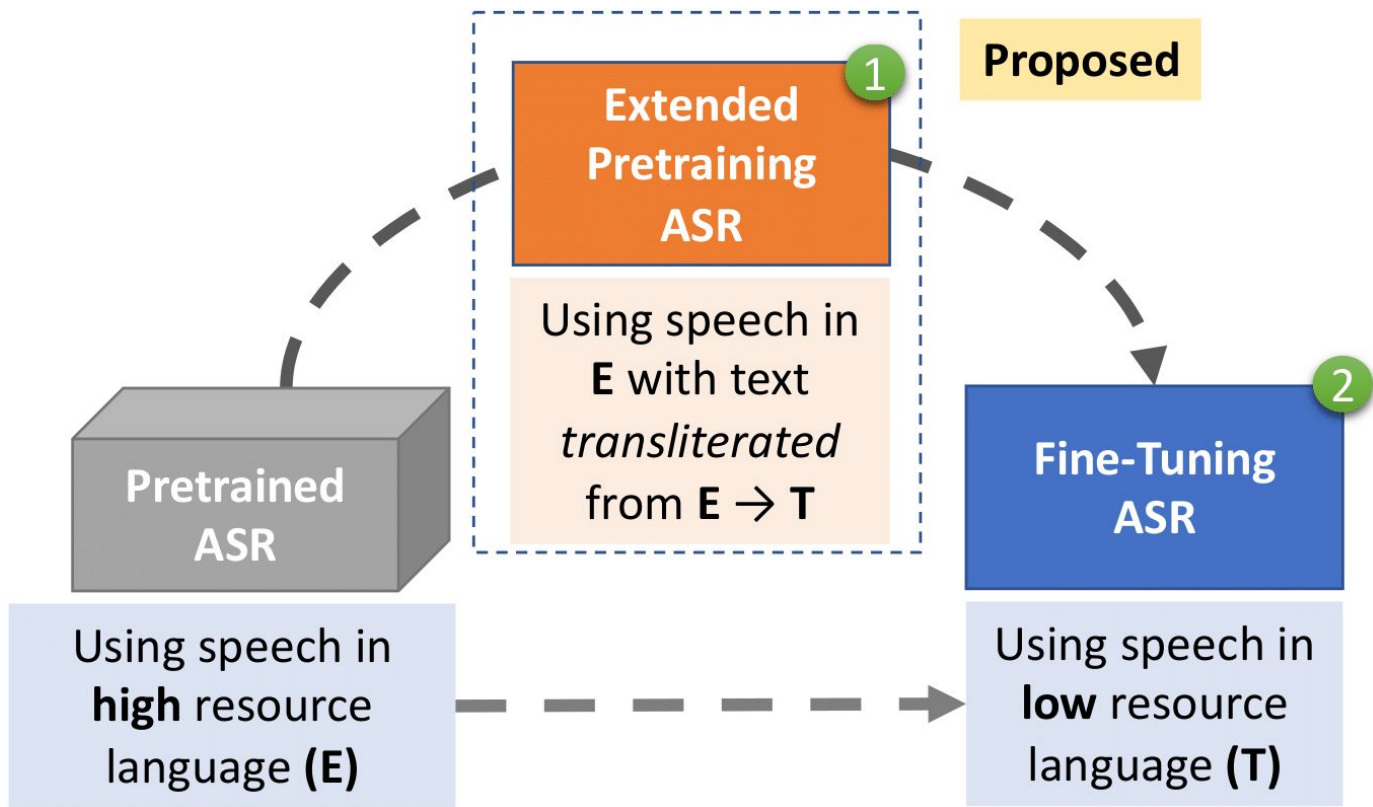 Proposed
1
Extended
Pretraining
ASR
Using speech in
E with text
transliterated
from E → T
Pretrained
ASR
Using speech in
high resource
language (E)
2
Fine-Tuning
ASR
Using speech in
low resource
language (T)